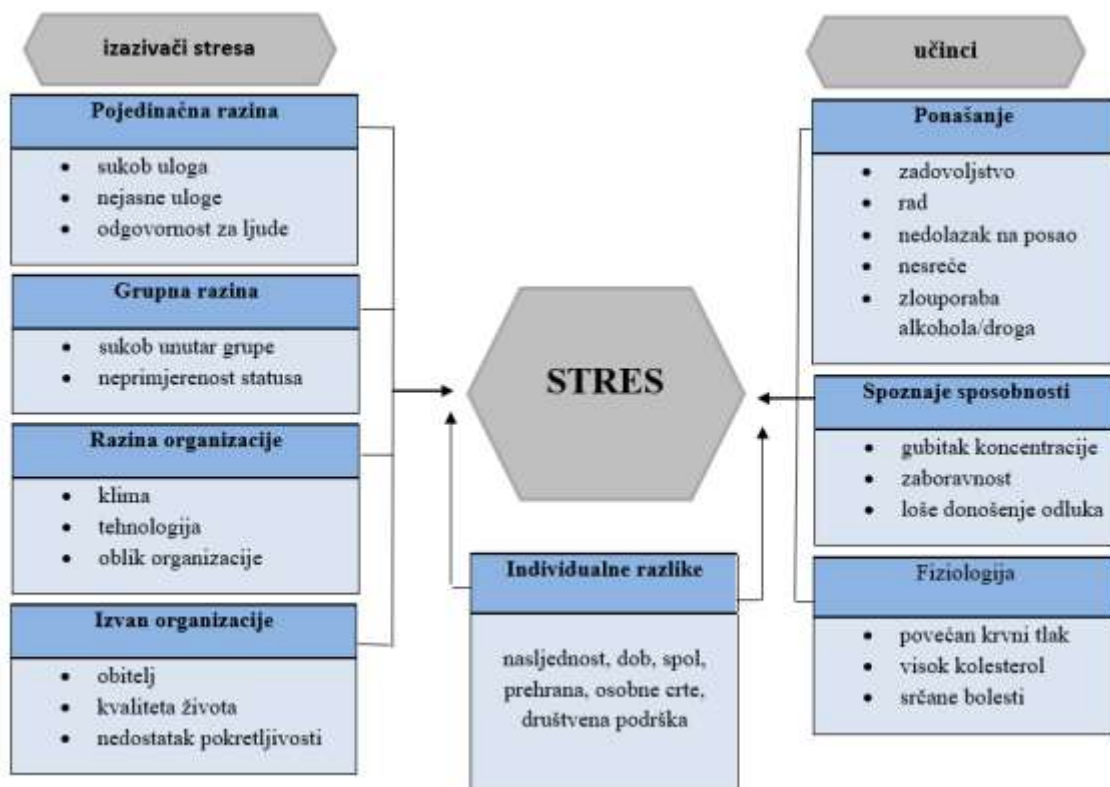 izazivači stresa
Pojedinačna razina
sukob uloga
nejasne uloge
odgovornost za ljude
Grupna razina
sukob unutar grupe
neprimjerenost statusa
Razina organizacije
klima
tehnologija
oblik organizacije
Izvan organizacije
obitelj
kvaliteta života
nedostatak pokretljivosti
STRES
Individualne razlike
nasljednost, dob, spol,
prehrana, osobne crte,
društvena podrška
učinci
Ponašanje
zadovoljstvo
rad
nedolazak na posao
nesreće
zlouporaba
alkohola/droga
Spoznaje sposobnosti
gubitak koncentracije
zaboravnost
loše donošenje odluka
Fiziologija
povećan krvni tlak
visok kolesterol
srčane bolesti